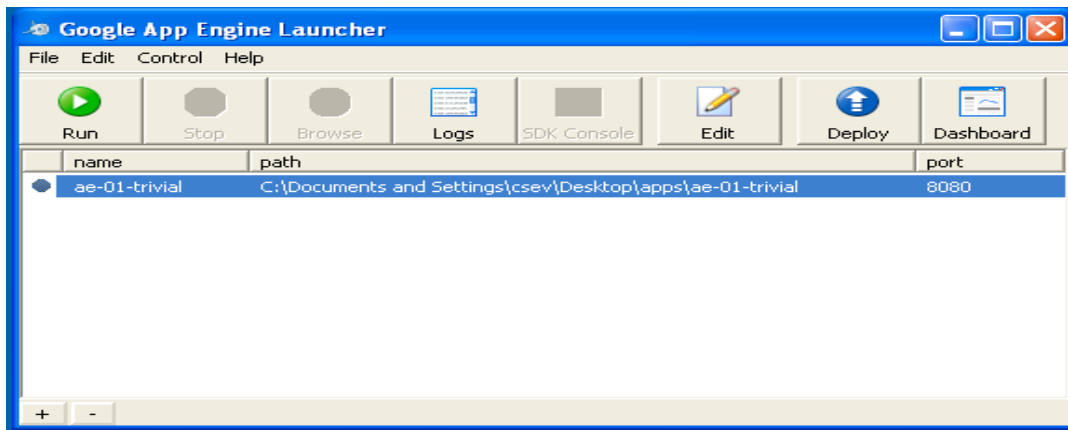 Google App Engine Launcher
File Edit Control Help
Run Stop Browse Logs SDK Console Edit Deploy Dashboard
name path port
ae-01-trivial C:\Documents and Settings\csev\Desktop\apps\ae-01-trivial 8080
+ -